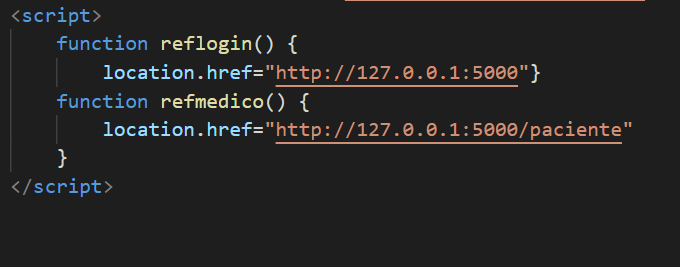 <script>
    function reflogin() {
        location.href="http://127.0.0.1:5000"}
    function refmedico() {
        location.href="http://127.0.0.1:5000/paciente"
    }
</script>